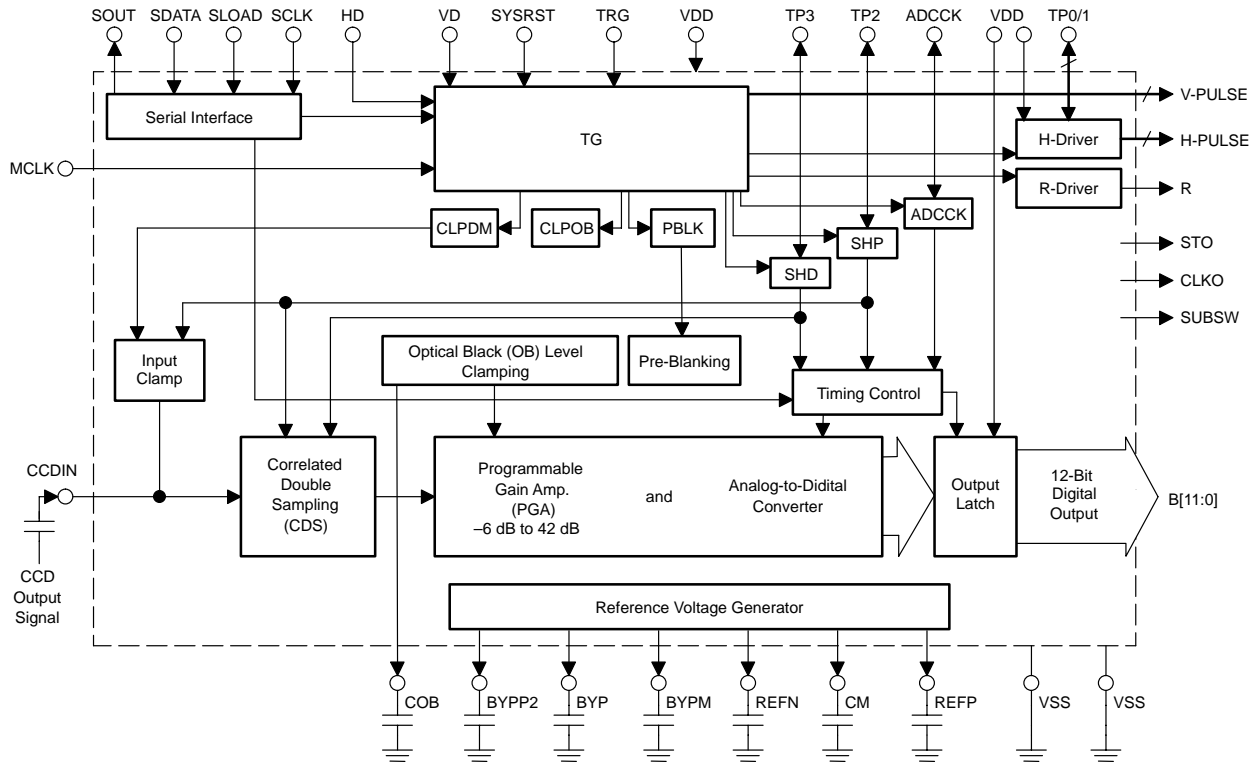 SOUT SDATA SLOAD SCLK HD VD SYSRST TRG VDD TP3 TP2 ADCCK VDD TP0/1
Serial Interface
TG
V-PULSE
H-Driver
H-PULSE
MCLK
R-Driver
R
CLPDM
CLPOB
PBLK
ADCCK
SHP
SHD
STO
CLKO
SUBSW
Input
Clamp
Optical Black (OB) Level
Clamping
Pre-Blanking
Timing Control
CCDIN
Correlated
Double
Sampling
(CDS)
Programmable
Gain Amp.
(PGA)
–6 dB to 42 dB
and
Analog-to-Didital
Converter
Output
Latch
12-Bit
Digital
Output
B[11:0]
CCD
Output
Signal
Reference Voltage Generator
COB BYPP2 BYP BYPM REFN CM REFP VSS VSS